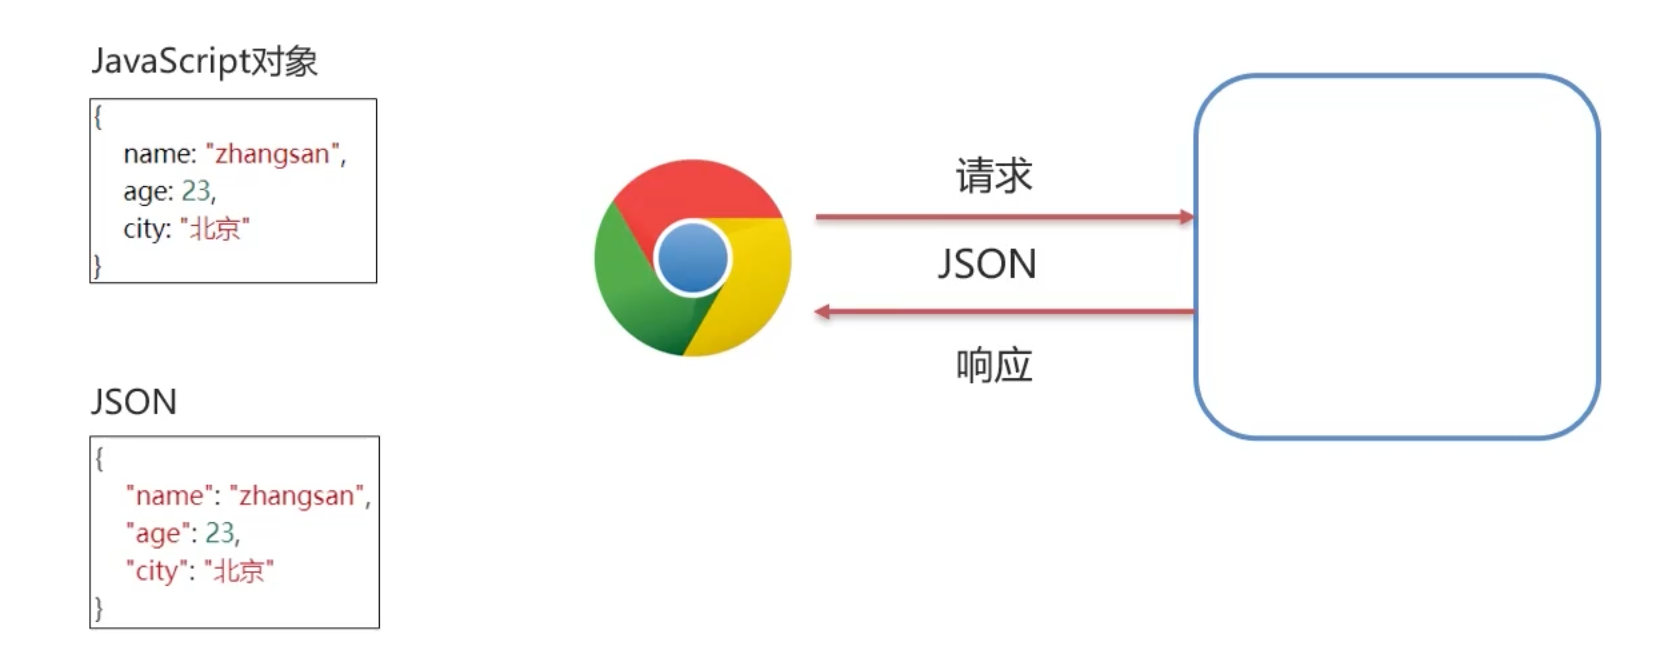 JavaScript对象
{
name: "zhangsan",
age: 23,
city: "北京"
}
JSON
{
"name": "zhangsan",
"age": 23,
"city": "北京"
}
请求
JSON
响应